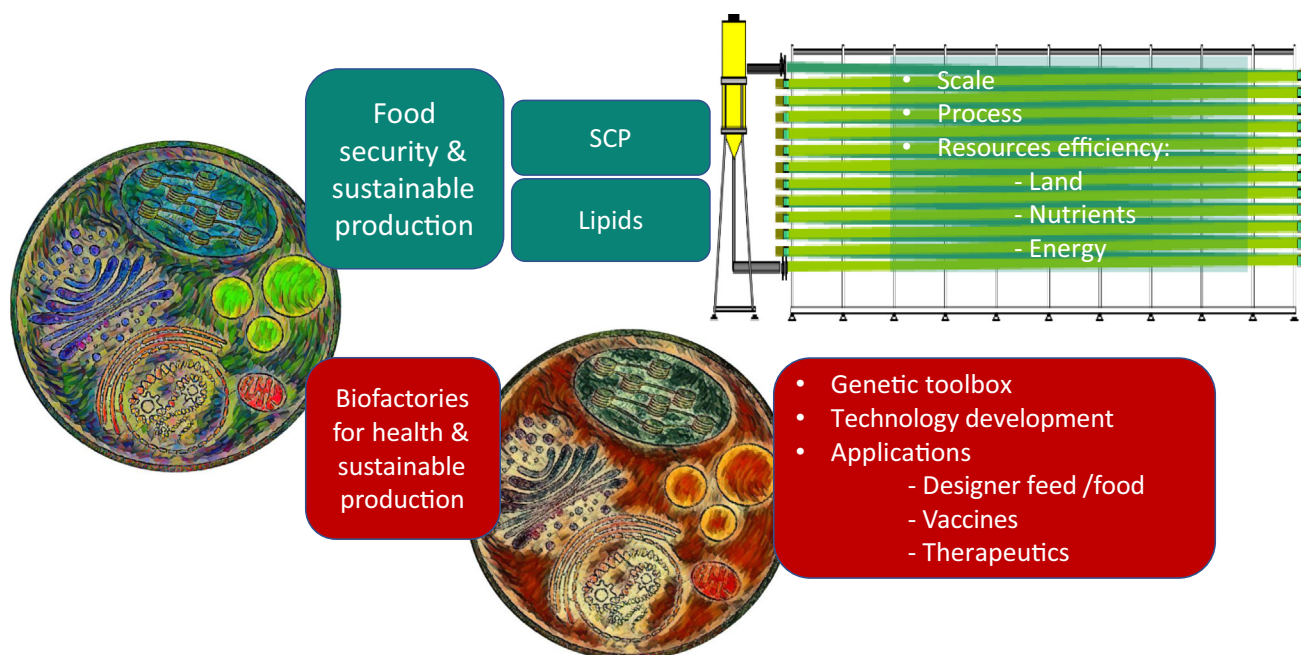 Food
security &
sustainable
production
SCP
Lipids
• Scale
• Process
• Resources efficiency:
- Land
- Nutrients
- Energy
Biofactories
for health &
sustainable
production
• Genetic toolbox
• Technology development
• Applications
- Designer feed /food
- Vaccines
- Therapeutics